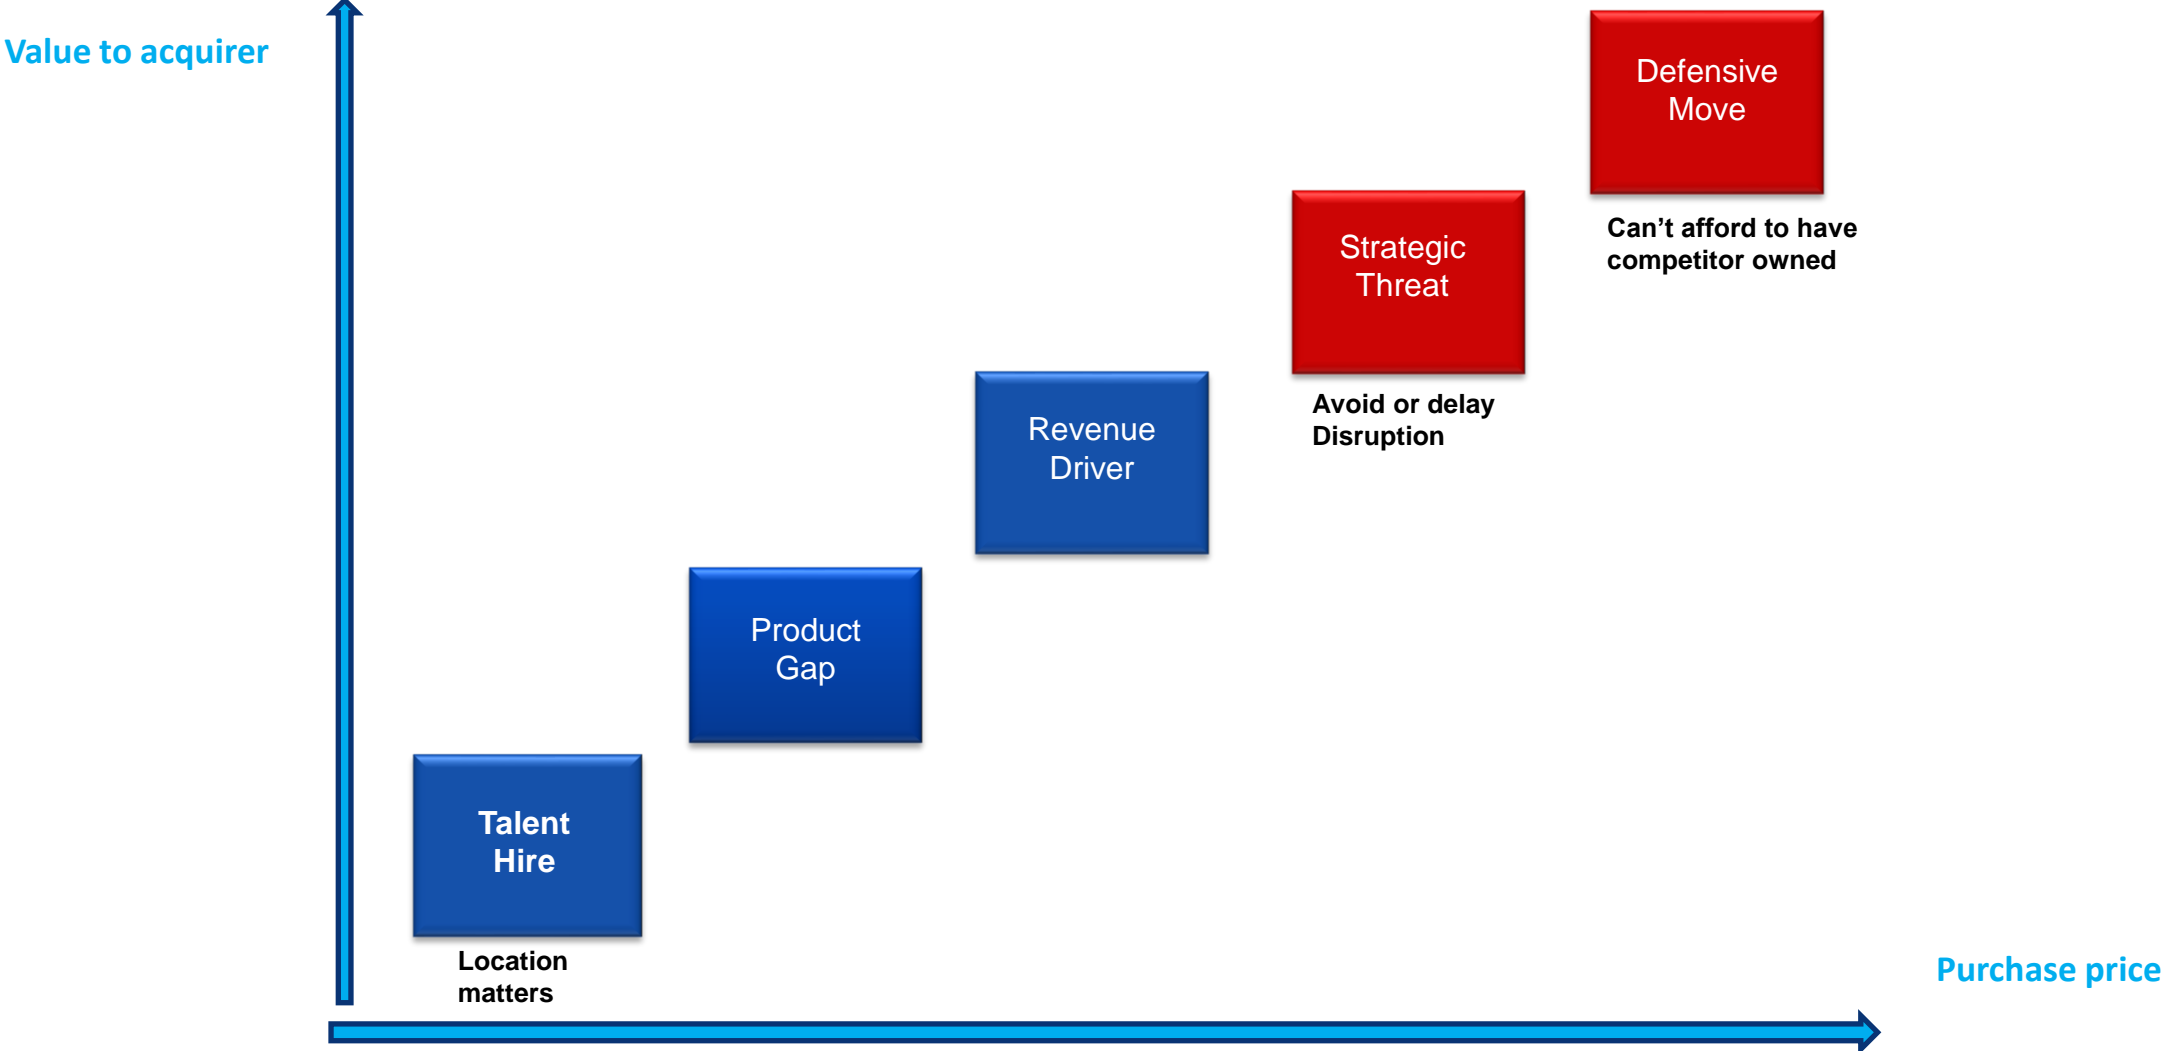 Value to acquirer
Defensive
Move
Can’t afford to have
competitor owned
Strategic
Threat
Avoid or delay
Disruption
Revenue
Driver
Product
Gap
Talent
Hire
Location
matters
Purchase price